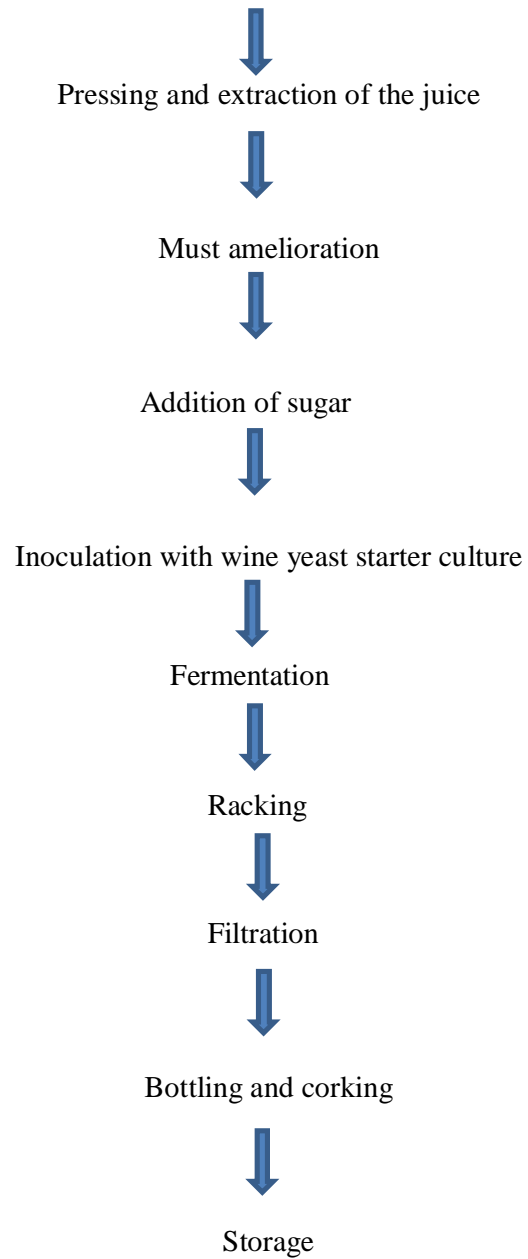 Pressing and extraction of the juice
Must amelioration
Addition of sugar
Inoculation with wine yeast starter culture
Fermentation
Racking
Filtration
Bottling and corking
Storage